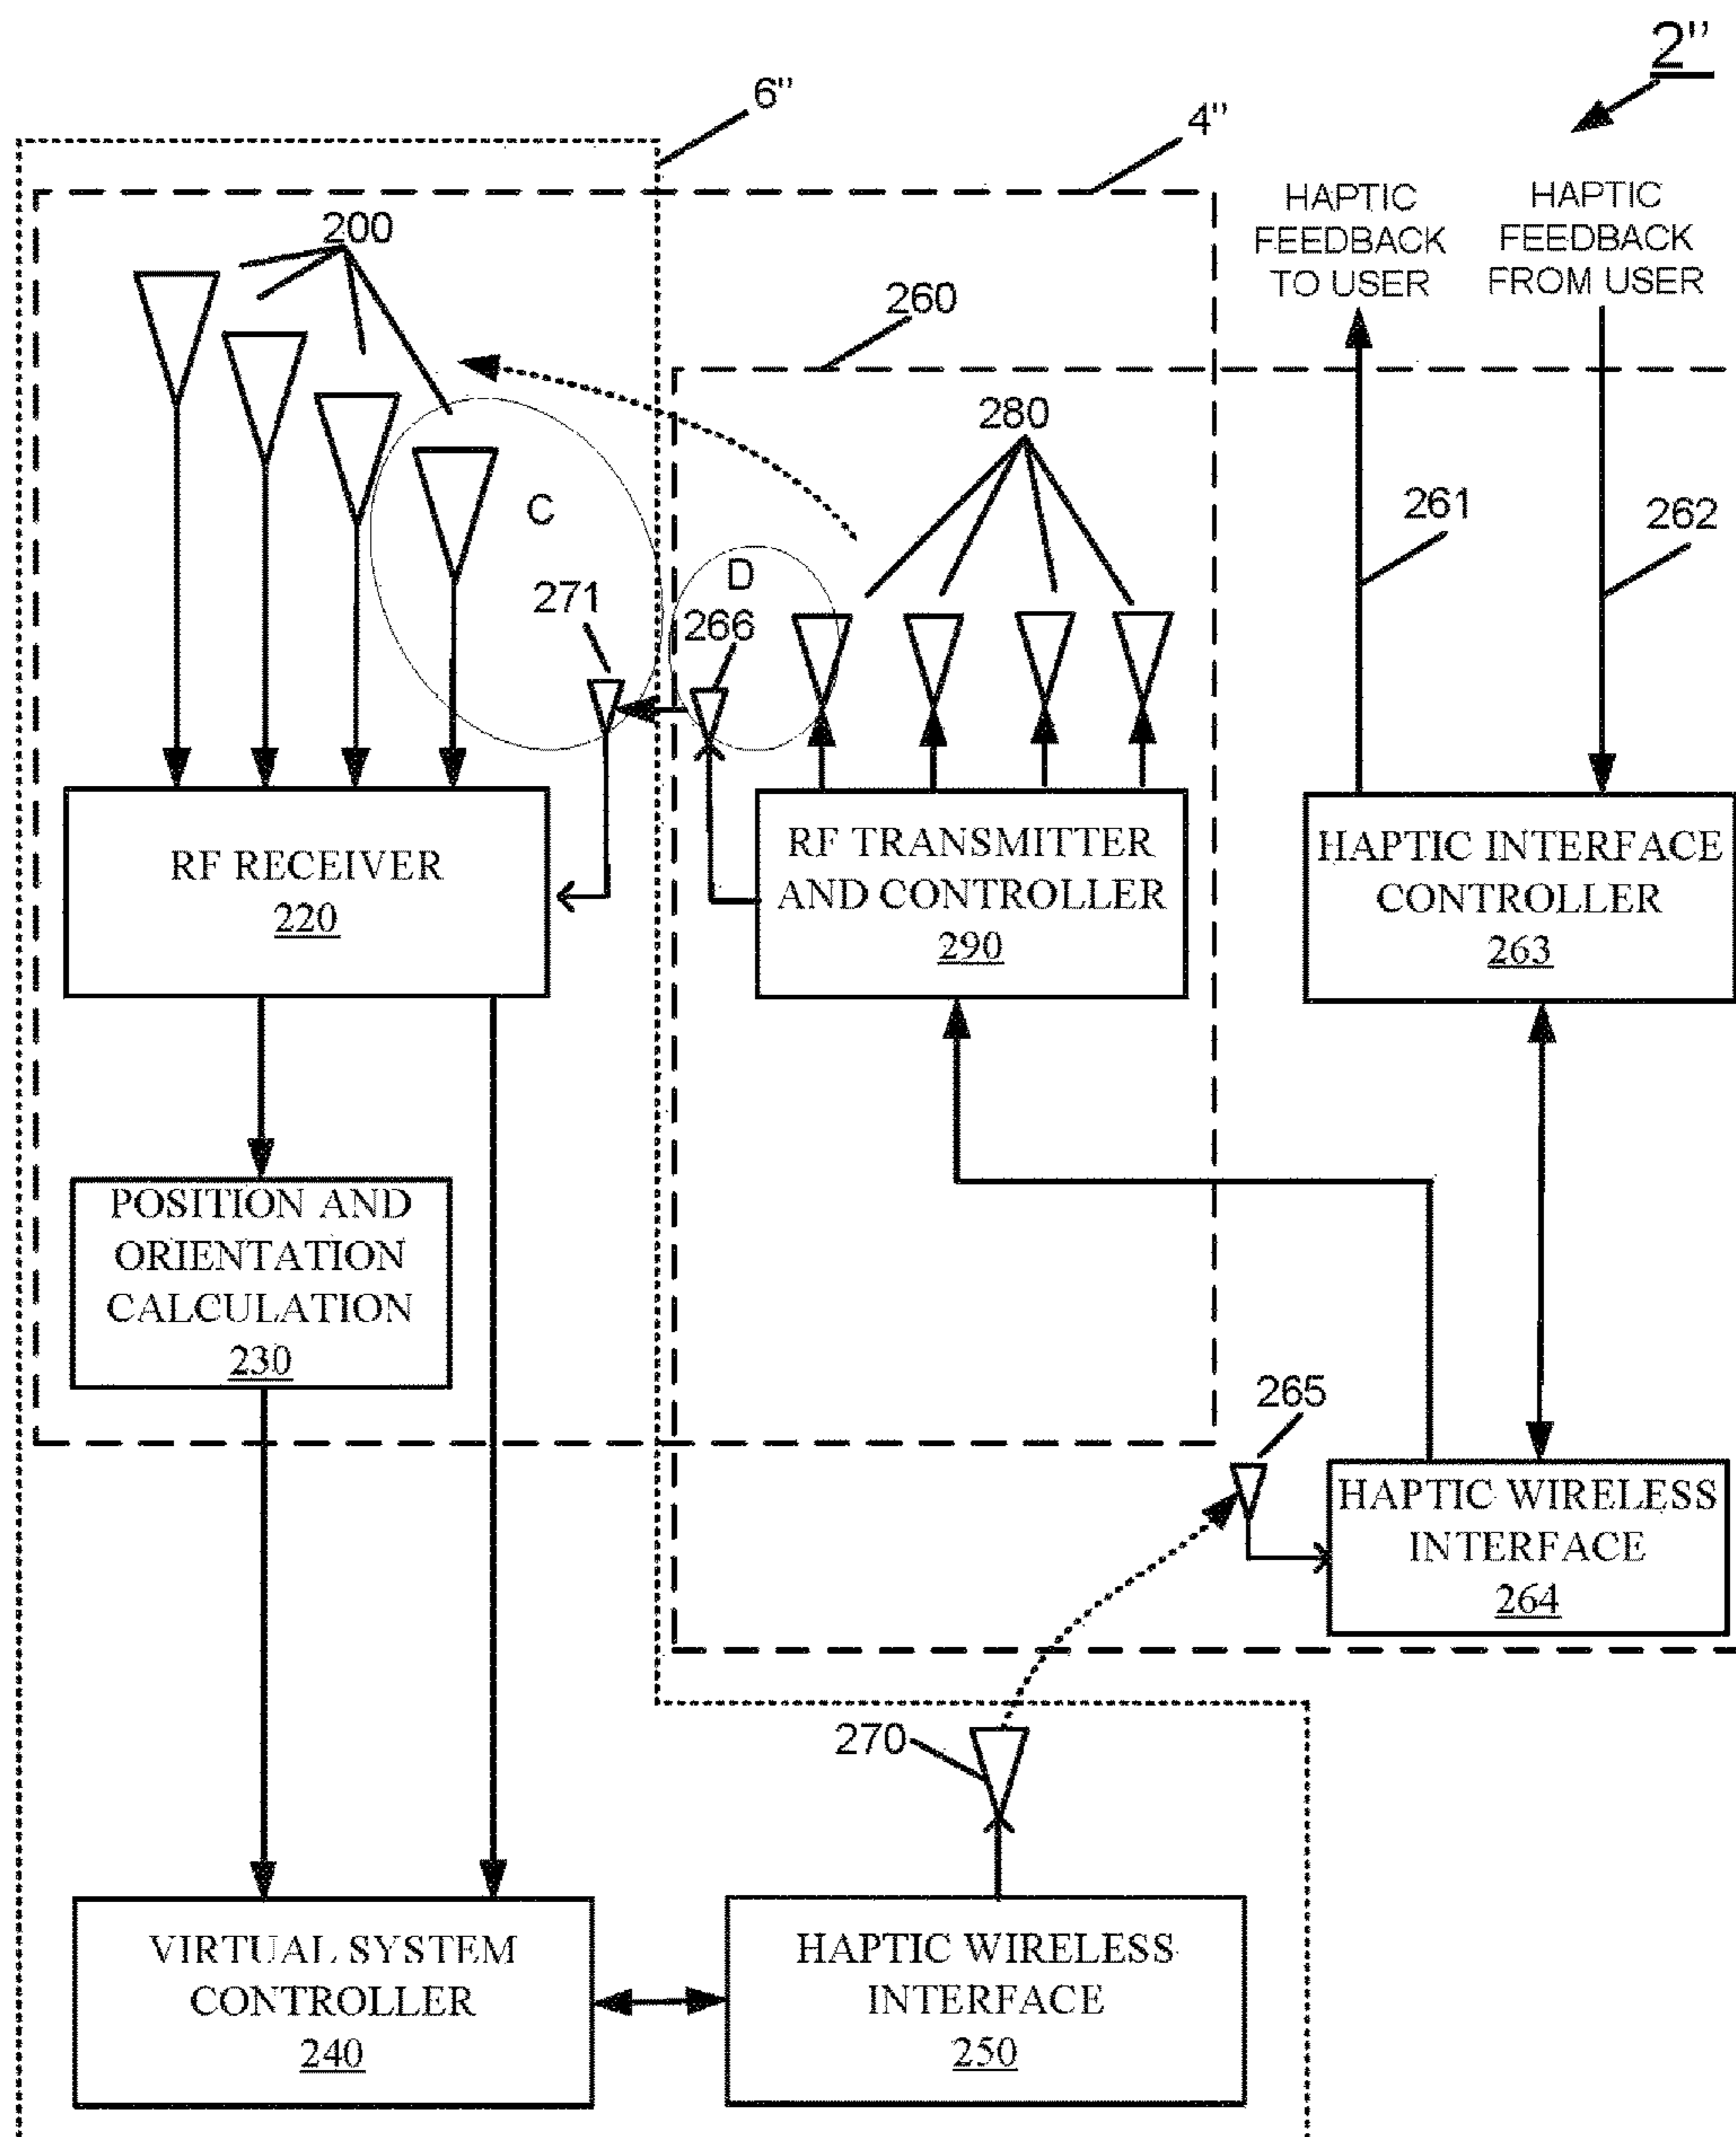 2"
6"
4"
HAPTIC
FEEDBACK
TO USER
HAPTIC
FEEDBACK
FROM USER
200
260
280
261
262
C
D
271
266
RF RECEIVER
220
RF TRANSMITTER
AND CONTROLLER
290
HAPTIC INTERFACE
CONTROLLER
263
POSITION AND
ORIENTATION
CALCULATION
230
265
HAPTIC WIRELESS
INTERFACE
264
270
VIRTUAL SYSTEM
CONTROLLER
240
HAPTIC WIRELESS
INTERFACE
250